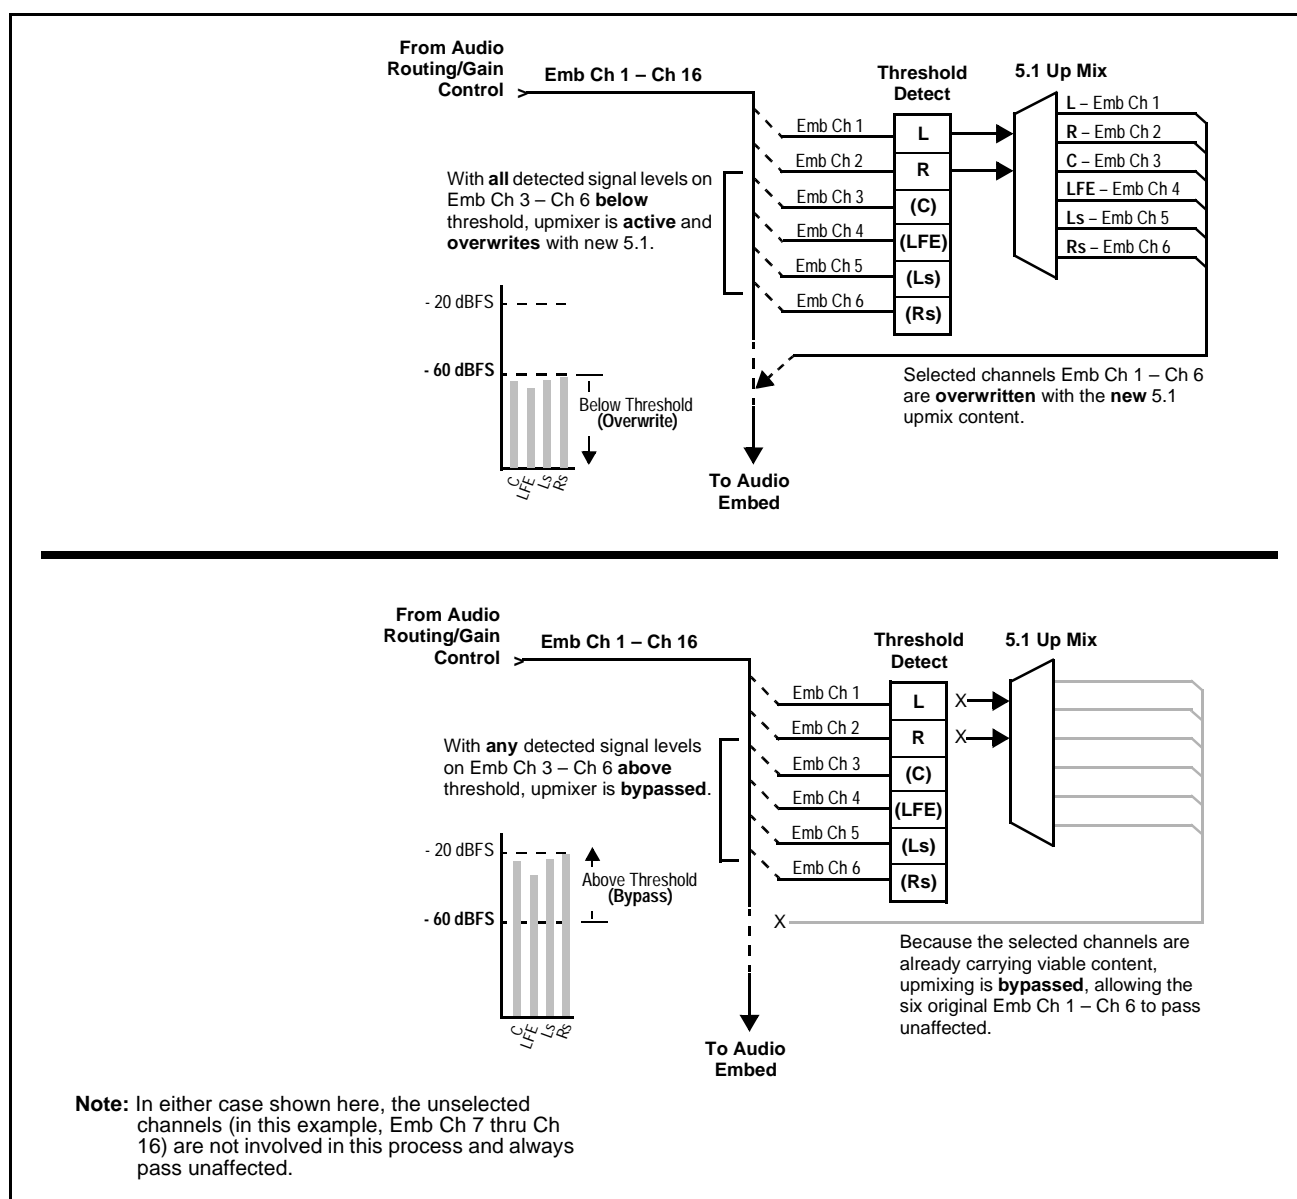 From Audio
Routing/Gain
Control
Emb Ch 1 – Ch 16
Threshold
Detect
5.1 Up Mix
Emb Ch 1
Emb Ch 2
Emb Ch 3
Emb Ch 4
Emb Ch 5
Emb Ch 6
L
R
(C)
(LFE)
(Ls)
(Rs)
L – Emb Ch 1
R – Emb Ch 2
C – Emb Ch 3
LFE – Emb Ch 4
Ls – Emb Ch 5
Rs – Emb Ch 6
With all detected signal levels on
Emb Ch 3 – Ch 6 below
threshold, upmixer is active and
overwrites with new 5.1.
- 20 dBFS
- 60 dBFS
Below Threshold
(Overwrite)
C
LFE
Ls
Rs
Selected channels Emb Ch 1 – Ch 6
are overwritten with the new 5.1
upmix content.
To Audio
Embed
From Audio
Routing/Gain
Control
Emb Ch 1 – Ch 16
Threshold
Detect
5.1 Up Mix
Emb Ch 1
Emb Ch 2
Emb Ch 3
Emb Ch 4
Emb Ch 5
Emb Ch 6
L
R
(C)
(LFE)
(Ls)
(Rs)
X
X
With any detected signal levels
on Emb Ch 3 – Ch 6 above
threshold, upmixer is bypassed.
- 20 dBFS
- 60 dBFS
Above Threshold
(Bypass)
C
LFE
Ls
Rs
X
Because the selected channels are
already carrying viable content,
upmixing is bypassed, allowing the
six original Emb Ch 1 – Ch 6 to pass
unaffected.
To Audio
Embed
Note: In either case shown here, the unselected
channels (in this example, Emb Ch 7 thru Ch
16) are not involved in this process and always
pass unaffected.